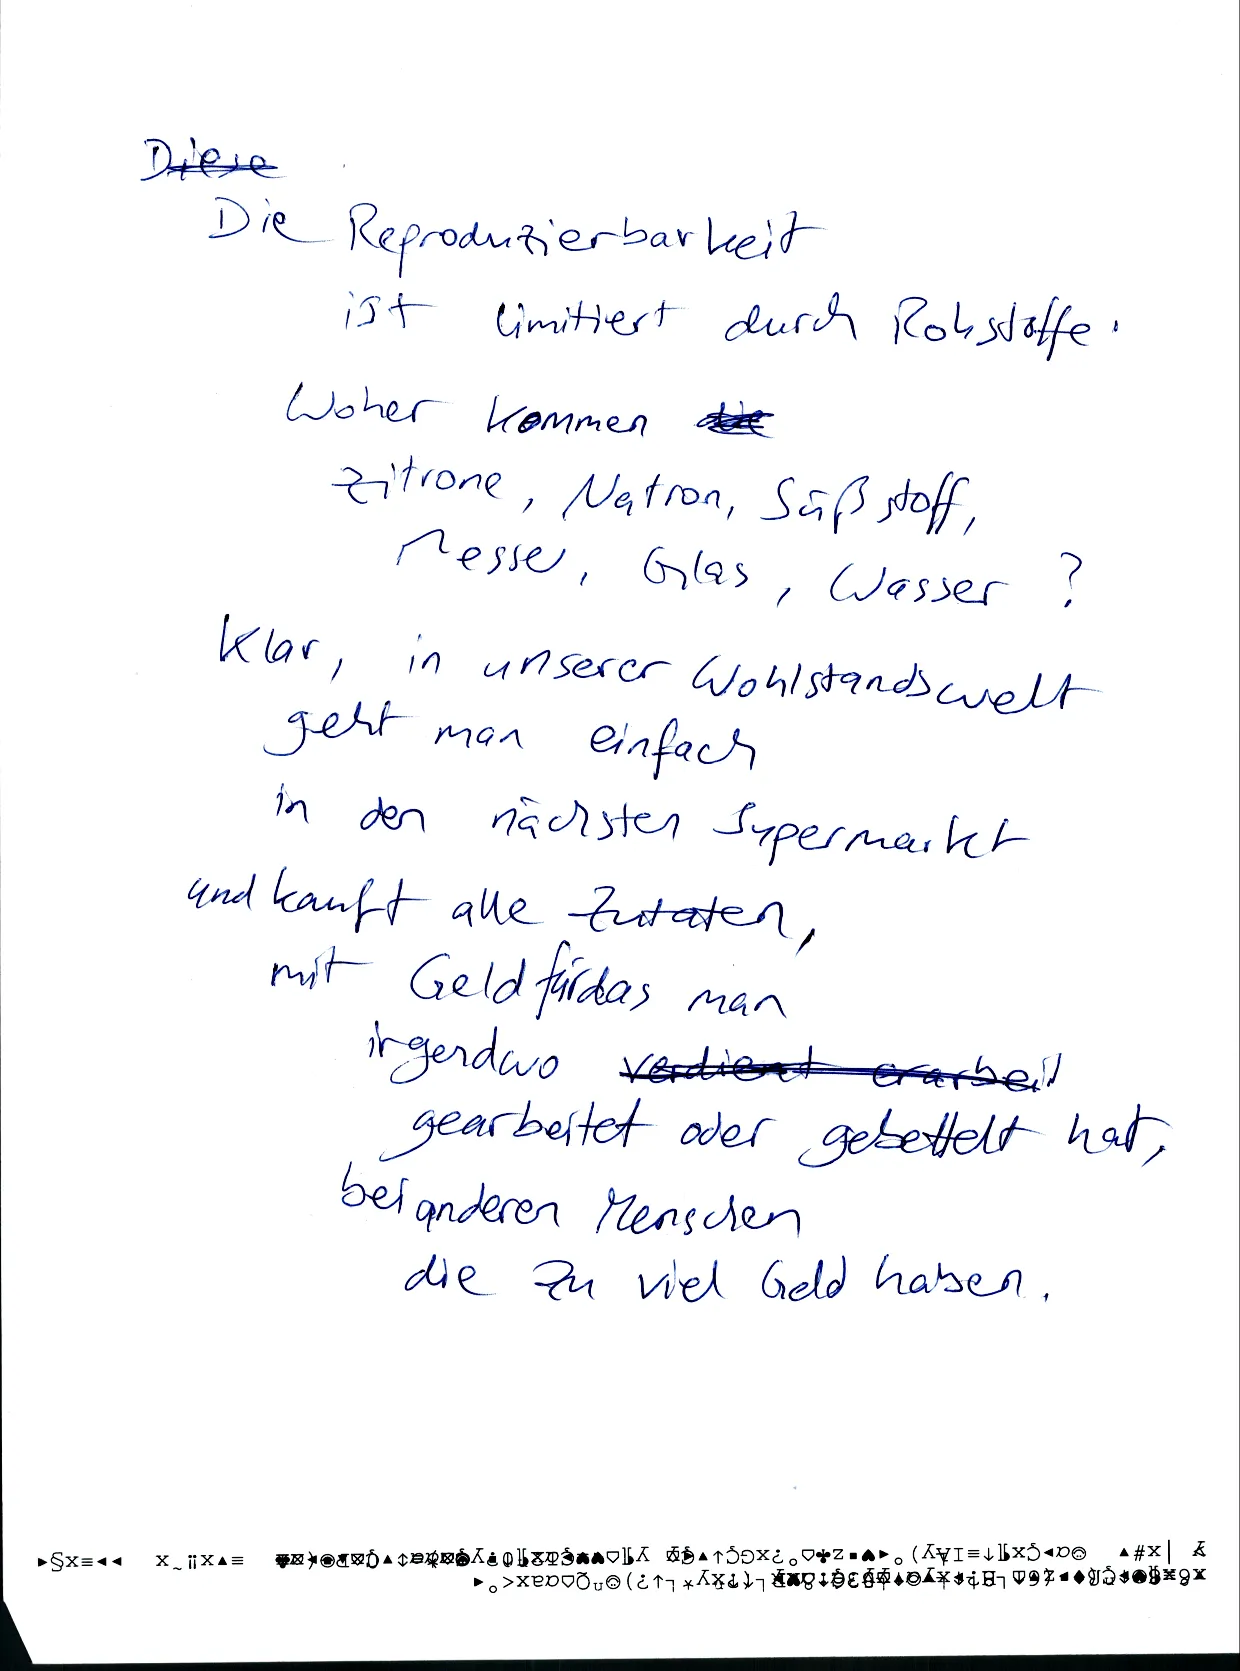 Diese
Die Reproduzierbarkeit
ist limitiert durch Rohstoffe.
Woher kommen die
Zitrone, Natron, Süßstoff,
Messer, Glas, Wasser ?
Klar, in unserer Wohlstandswelt
geht man einfach
in den nächsten Supermarkt
und kauft alle Zutaten,
mit Geld für das man
irgendwo verdient erarbeit
gearbeitet oder gebettelt hat,
bei anderen Menschen
die zu viel Geld haben.